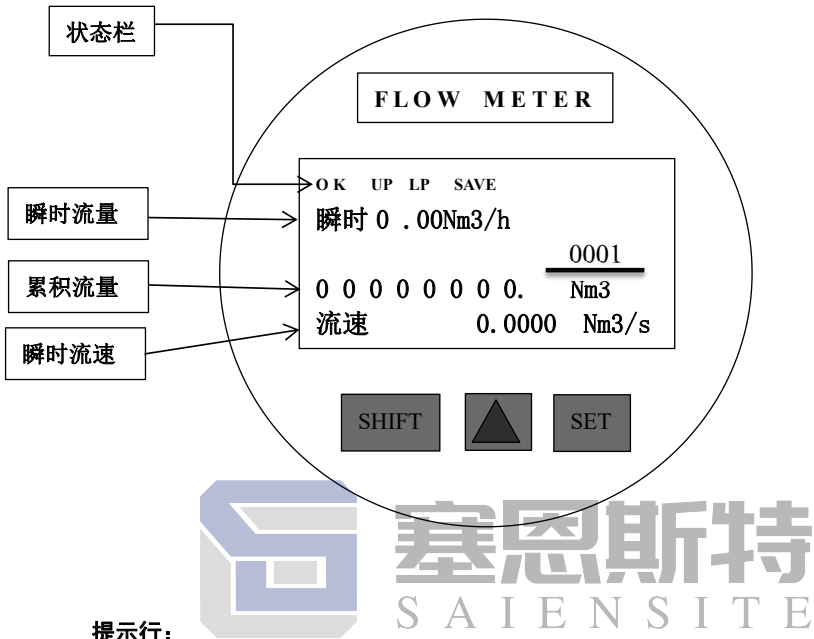 状态栏
FLOW METER
OK UP LP SAVE
瞬时流量
瞬时 0 .00Nm3/h
0001
累积流量
0 0 0 0 0 0 0 0. Nm3
流速 0.0000 Nm3/s
瞬时流速
SHIFT SET
塞恩斯特
SAIENSITE
提示行: